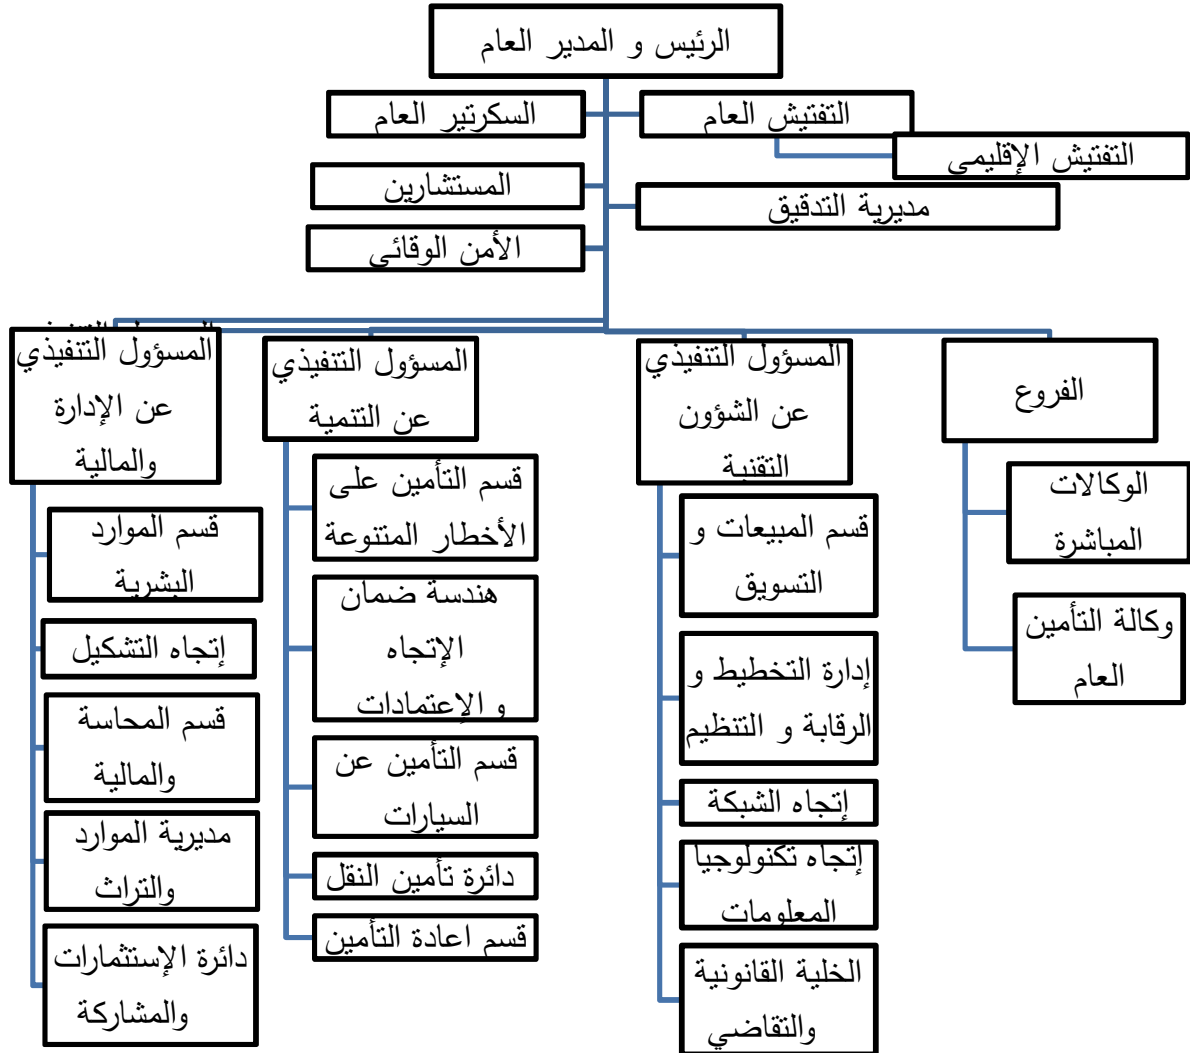 الرئيس و المدير العام
التفتيش العام
السكرتير العام
التفتيش الإقليمي
المستشارين
مديرية التدقيق
الأمن الوقائي
الفروع
الوكالات
المباشرة
وكالة التأمين
العام
المسؤول التنفيذي
عن الشؤون
التقنية
قسم المبيعات و
التسويق
إدارة التخطيط و
الرقابة و التنظيم
إتجاه الشبكة
إتجاه تكنولوجيا
المعلومات
الخلية القانونية
والتقاضي
المسؤول التنفيذي
عن التنمية
قسم التأمين على
الأخطار المتنوعة
هندسة ضمان
الإتجاه
و الإعتمادات
قسم التأمين عن
السيارات
دائرة تأمين النقل
قسم اعادة التأمين
المسؤول التنفيذي
عن الإدارة
والمالية
قسم الموارد
البشرية
إتجاه التشكيل
قسم المحاسة
والمالية
مديرية الموارد
والتراث
دائرة الإستثمارات
والمشاركة